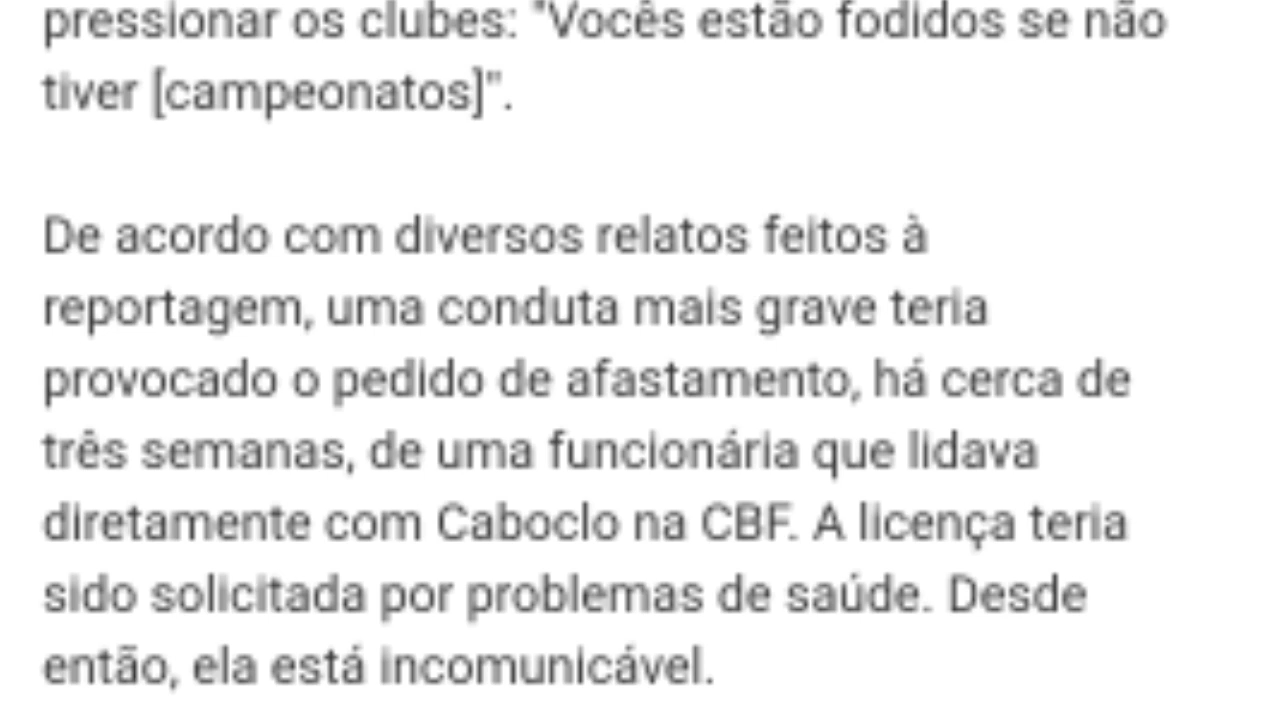 pressionar os clubes: "Vocês estão fodidos se não
tiver [campeonatos]".
De acordo com diversos relatos feitos à
reportagem, uma conduta mais grave teria
provocado o pedido de afastamento, há cerca de
três semanas, de uma funcionária que lidava
diretamente com Caboclo na CBF. A licença teria
sido solicitada por problemas de saúde. Desde
então, ela está incomunicável.